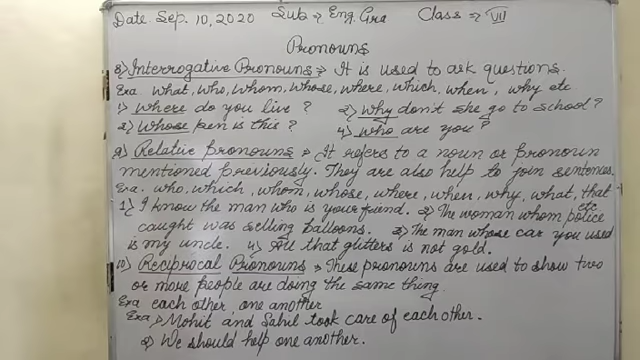 Date Sep. 10, 2020 Sub → Eng. Gra Class → VII
Pronouns
8) Interrogative Pronouns → It is used to ask questions.
Exa what, who, whom, whose, where, which, when, why etc
1) Where do you live? 2) Why don't she go to school?
3) Whose pen is this? 4) Who are you?
9) Relative pronouns → It refers to a noun or pronoun
mentioned previously. They are also help to join sentences.
Exa. who, which, whom, whose, where, when, why, what, that etc
1) I know the man who is your friend. 2) The woman whom police
caught was selling balloons. 3) The man whose car you used
is my uncle. 4) All that glitters is not gold.
10) Reciprocal Pronouns → These pronouns are used to show two
or more people are doing the same thing.
Exa each other, one another
Exa → Mohit and Sahil took care of each other.
2) We should help one another.